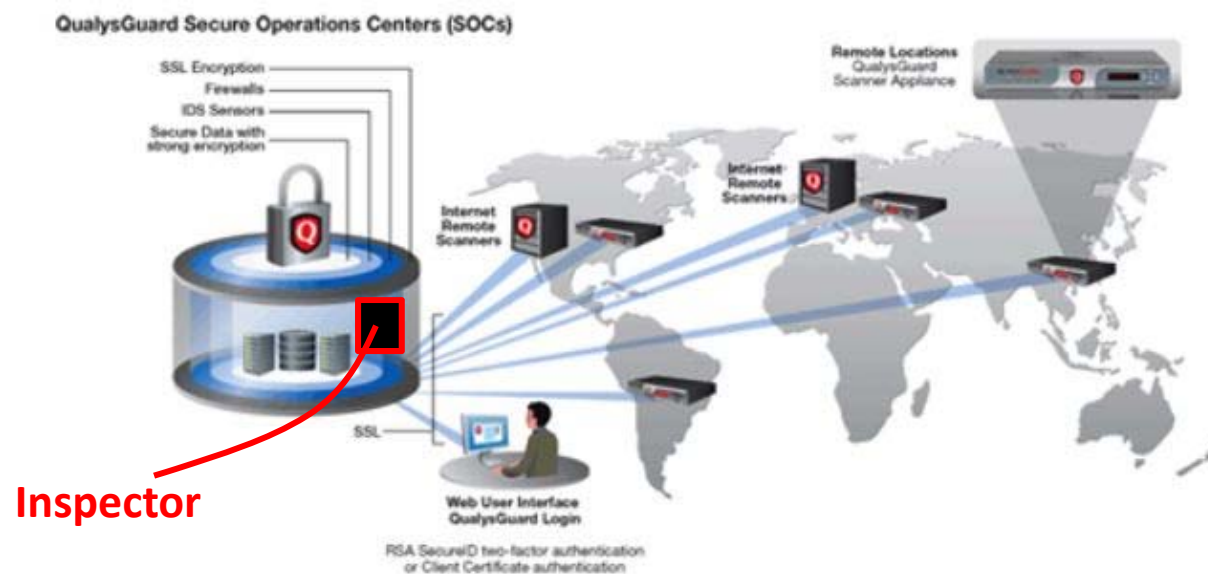 QualysGuard Secure Operations Centers (SOCs)
SSL Encryption
Firewalls
IDS Sensors
Secure Data with
strong encryption
Remote Locations
QualysGuard
Scanner Appliance
Internet
Remote
Scanners
Internet
Remote
Scanners
Q
Q
Q
SSL
Inspector
Web User Interface
QualysGuard Login
RSA SecureID two-factor authentication
or Client Certificate authentication